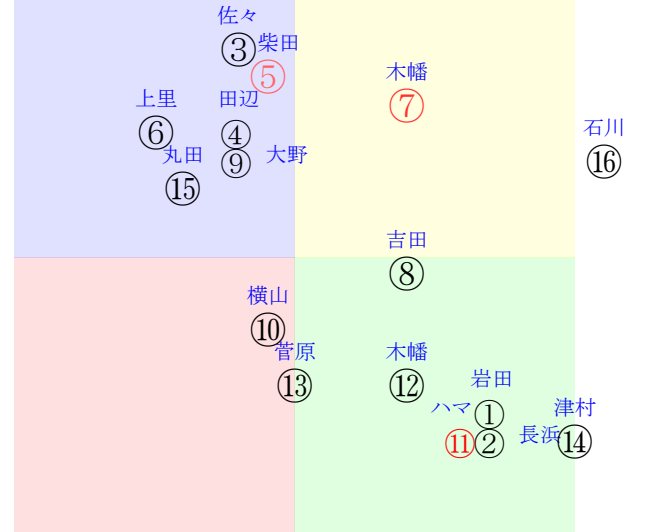 佐々
③ 柴田
⑤
木幡
⑦
上里
⑥
田辺
④
石川
⑯
丸田
⑮
⑨ 大野
吉田
⑧
横山
⑩
菅原
⑬
木幡
⑫
岩田
ハマ ①
⑪ ②
長浜
津村
⑭